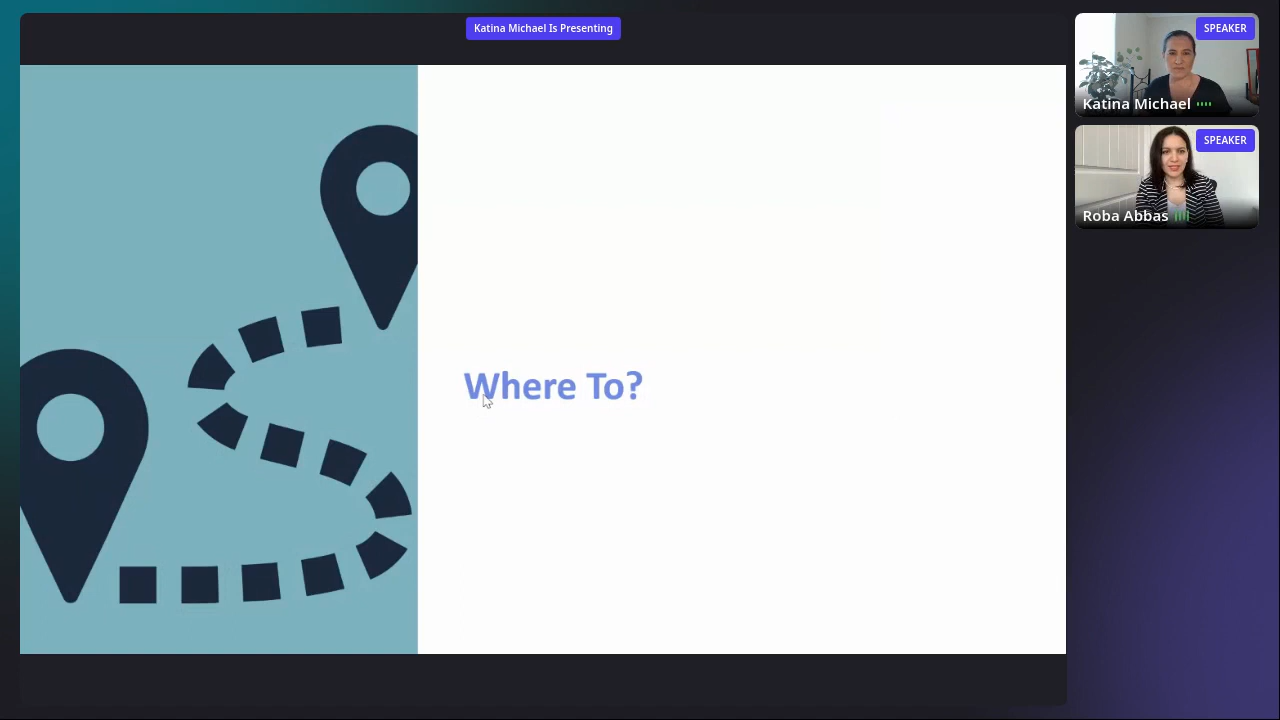 Katina Michael Is Presenting
SPEAKER
Katina Michael
SPEAKER
Roba Abbas
Where To?